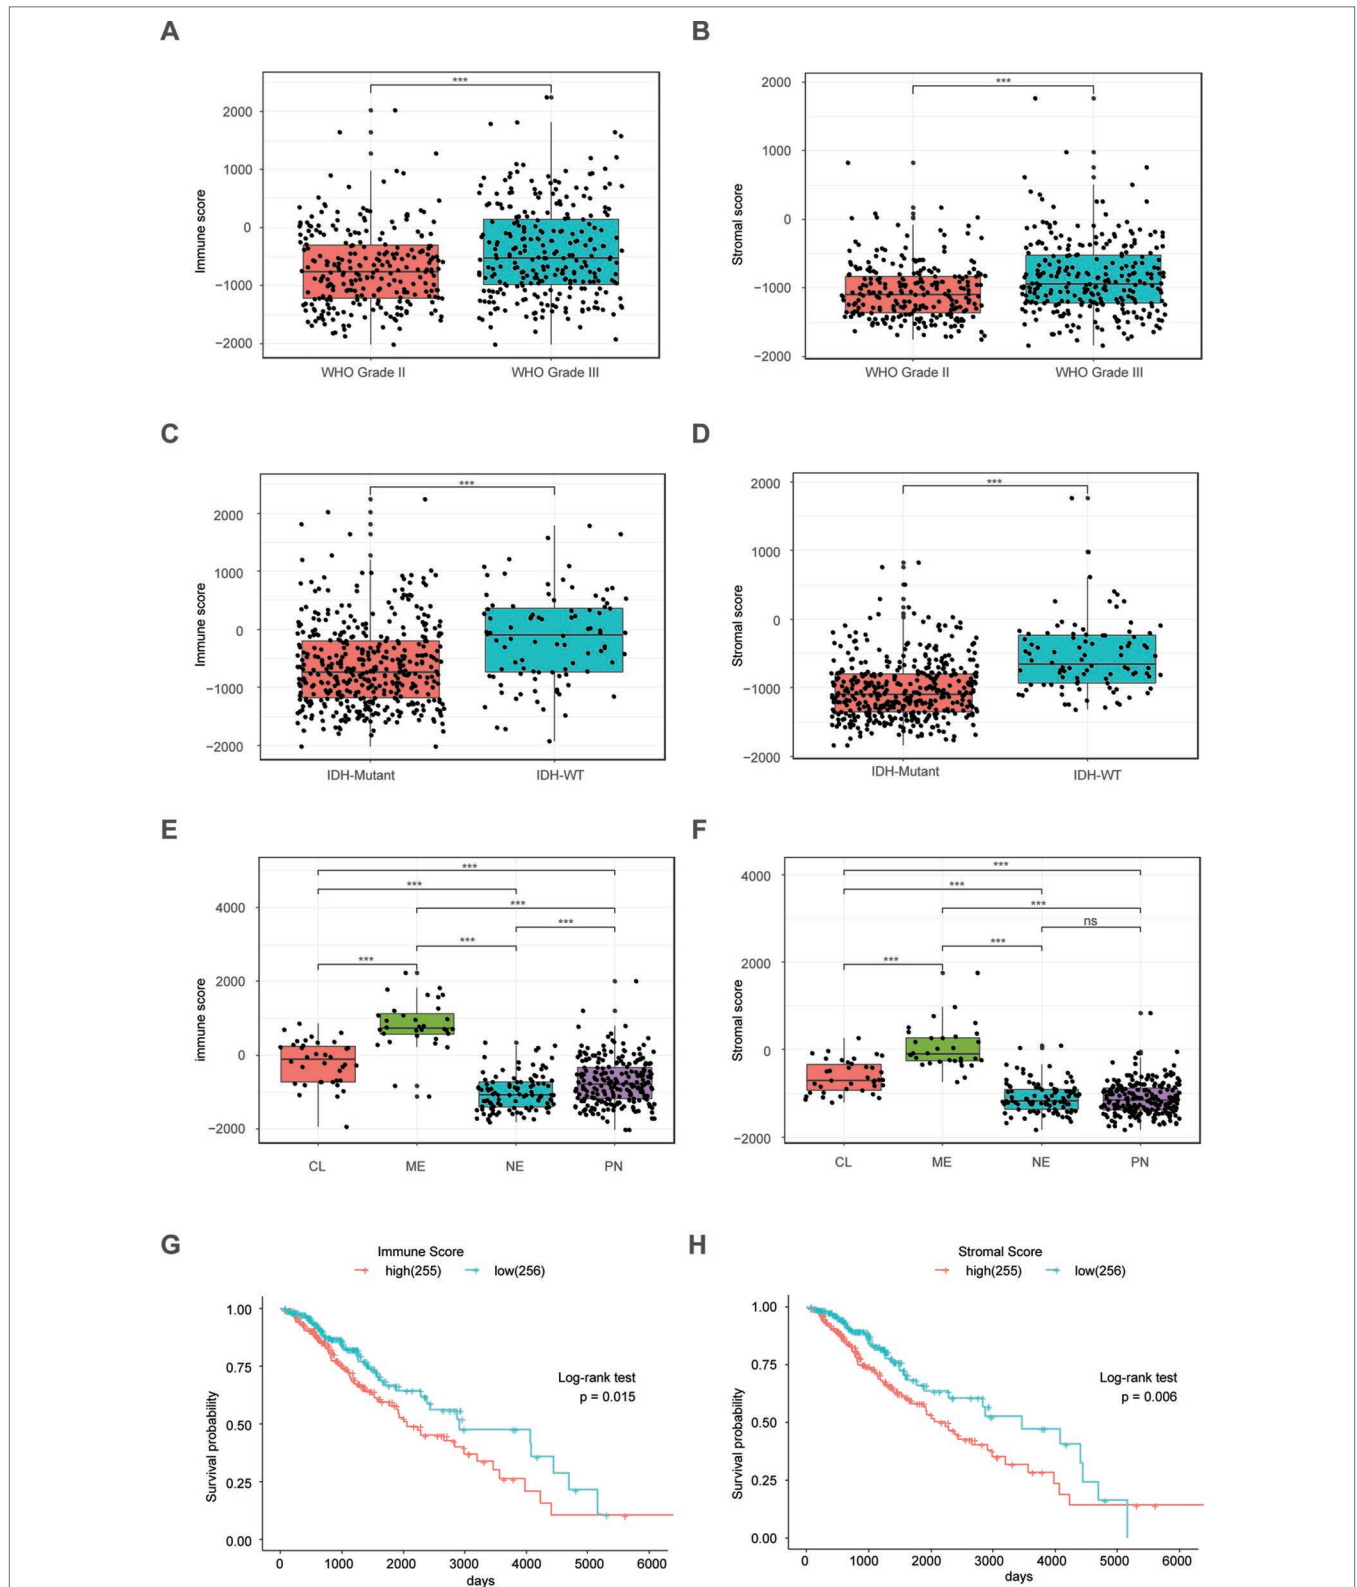 A
B
***
***
Immune score
2000
1000
0
−1000
−2000
WHO Grade II
WHO Grade III
Stromal score
2000
1000
0
−1000
−2000
WHO Grade II
WHO Grade III
C
D
***
***
Immune score
2000
1000
0
−1000
−2000
IDH-Mutant
IDH-WT
Stromal score
2000
1000
0
−1000
−2000
IDH-Mutant
IDH-WT
E
F
***
***
***
***
***
***
immune score
4000
2000
0
−2000
CL
ME
NE
PN
***
***
***
ns
***
***
Stromal score
4000
2000
0
−2000
CL
ME
NE
PN
G
Immune Score
high(255)
low(256)
Survival probability
1.00
0.75
0.50
0.25
0.00
Log-rank test
p = 0.015
0
1000
2000
3000
4000
5000
6000
days
H
Stromal Score
high(255)
low(256)
Survival probability
1.00
0.75
0.50
0.25
0.00
Log-rank test
p = 0.006
0
1000
2000
3000
4000
5000
6000
days